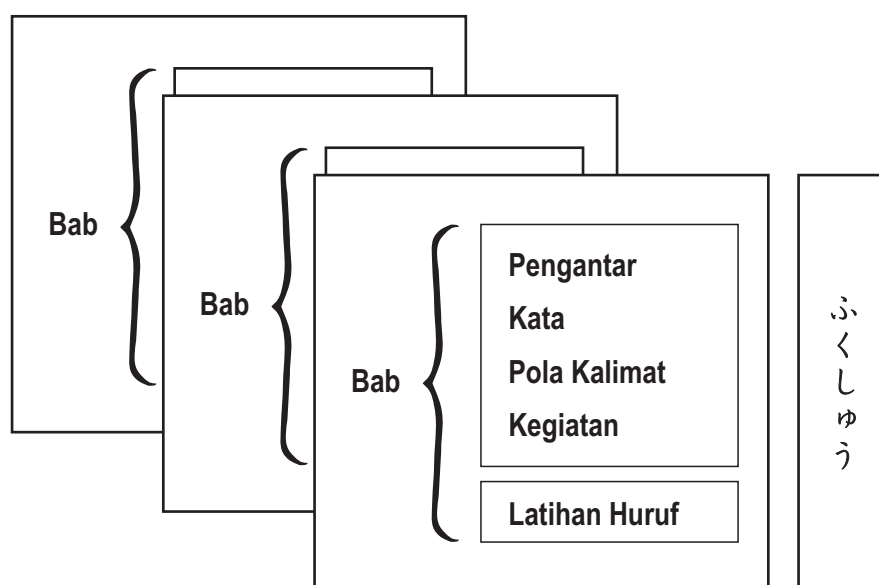 Bab
Bab
Bab
Pengantar
Kata
Pola Kalimat
Kegiatan
Latihan Huruf
ふくしゅう